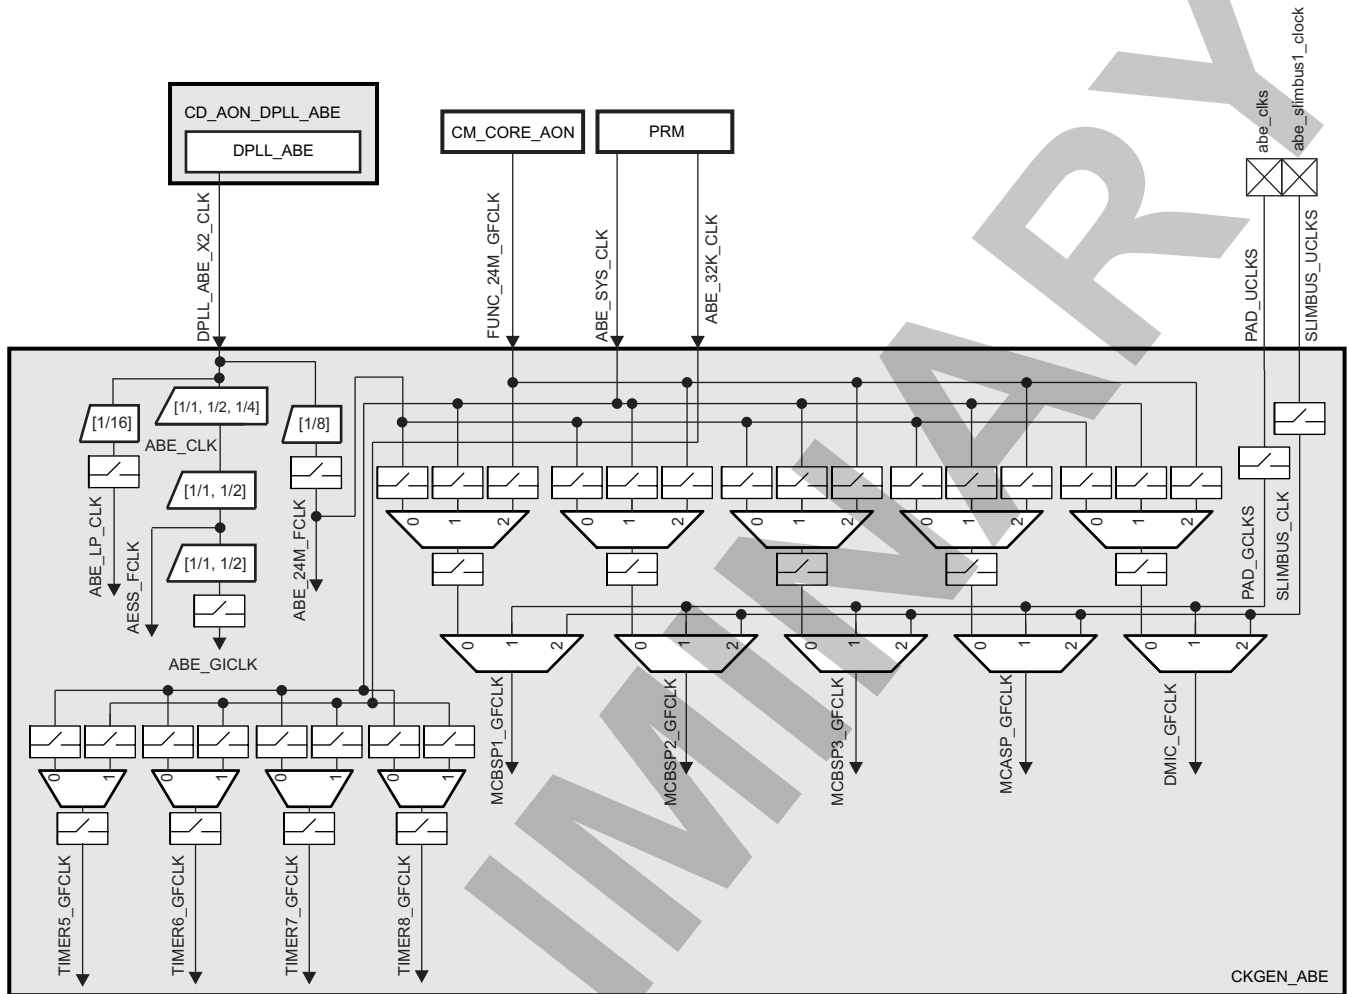 abe_clks
abe_slimbus1_clock
CD_AON_DPLL_ABE
DPLL_ABE
CM_CORE_AON
PRM
DPLL_ABE_X2_CLK
FUNC_24M_GFCLK
ABE_SYS_CLK
ABE_32K_CLK
PAD_UCLKS
SLIMBUS_UCLKS
[1/16]
[1/1, 1/2, 1/4]
[1/8]
ABE_CLK
[1/1, 1/2]
[1/1, 1/2]
ABE_LP_CLK
AESS_FCLK
ABE_24M_FCLK
ABE_GICLK
0 1 2
0 1 2
0 1 2
0 1 2
0 1 2
PAD_GCLKS
SLIMBUS_CLK
0 1 2
0 1 2
0 1 2
0 1 2
0 1 2
MCBSP1_GFCLK
MCBSP2_GFCLK
MCBSP3_GFCLK
MCASP_GFCLK
DMIC_GFCLK
0 1
0 1
0 1
0 1
TIMER5_GFCLK
TIMER6_GFCLK
TIMER7_GFCLK
TIMER8_GFCLK
CKGEN_ABE
IMINARY